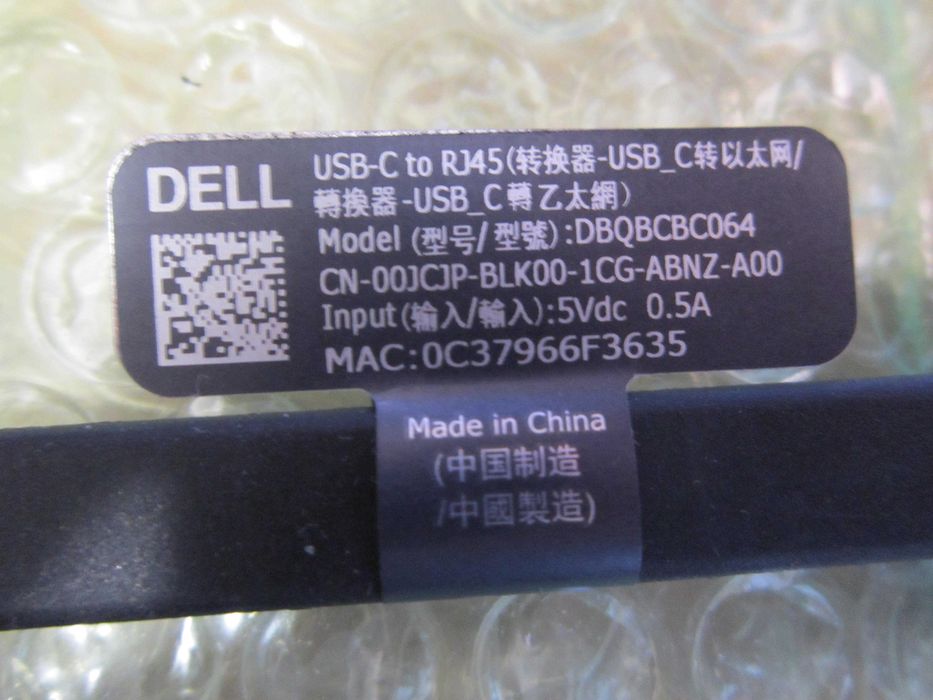 DELL
USB-C to RJ45(转换器-USB_C转以太网/
轉換器-USB_C轉乙太網)
Model (型号/型號):DBQBCBC064
CN-00JCJP-BLK00-1CG-ABNZ-A00
Input(输入/輸入):5Vdc 0.5A
MAC:0C37966F3635
Made in China
(中国制造
/中國製造)